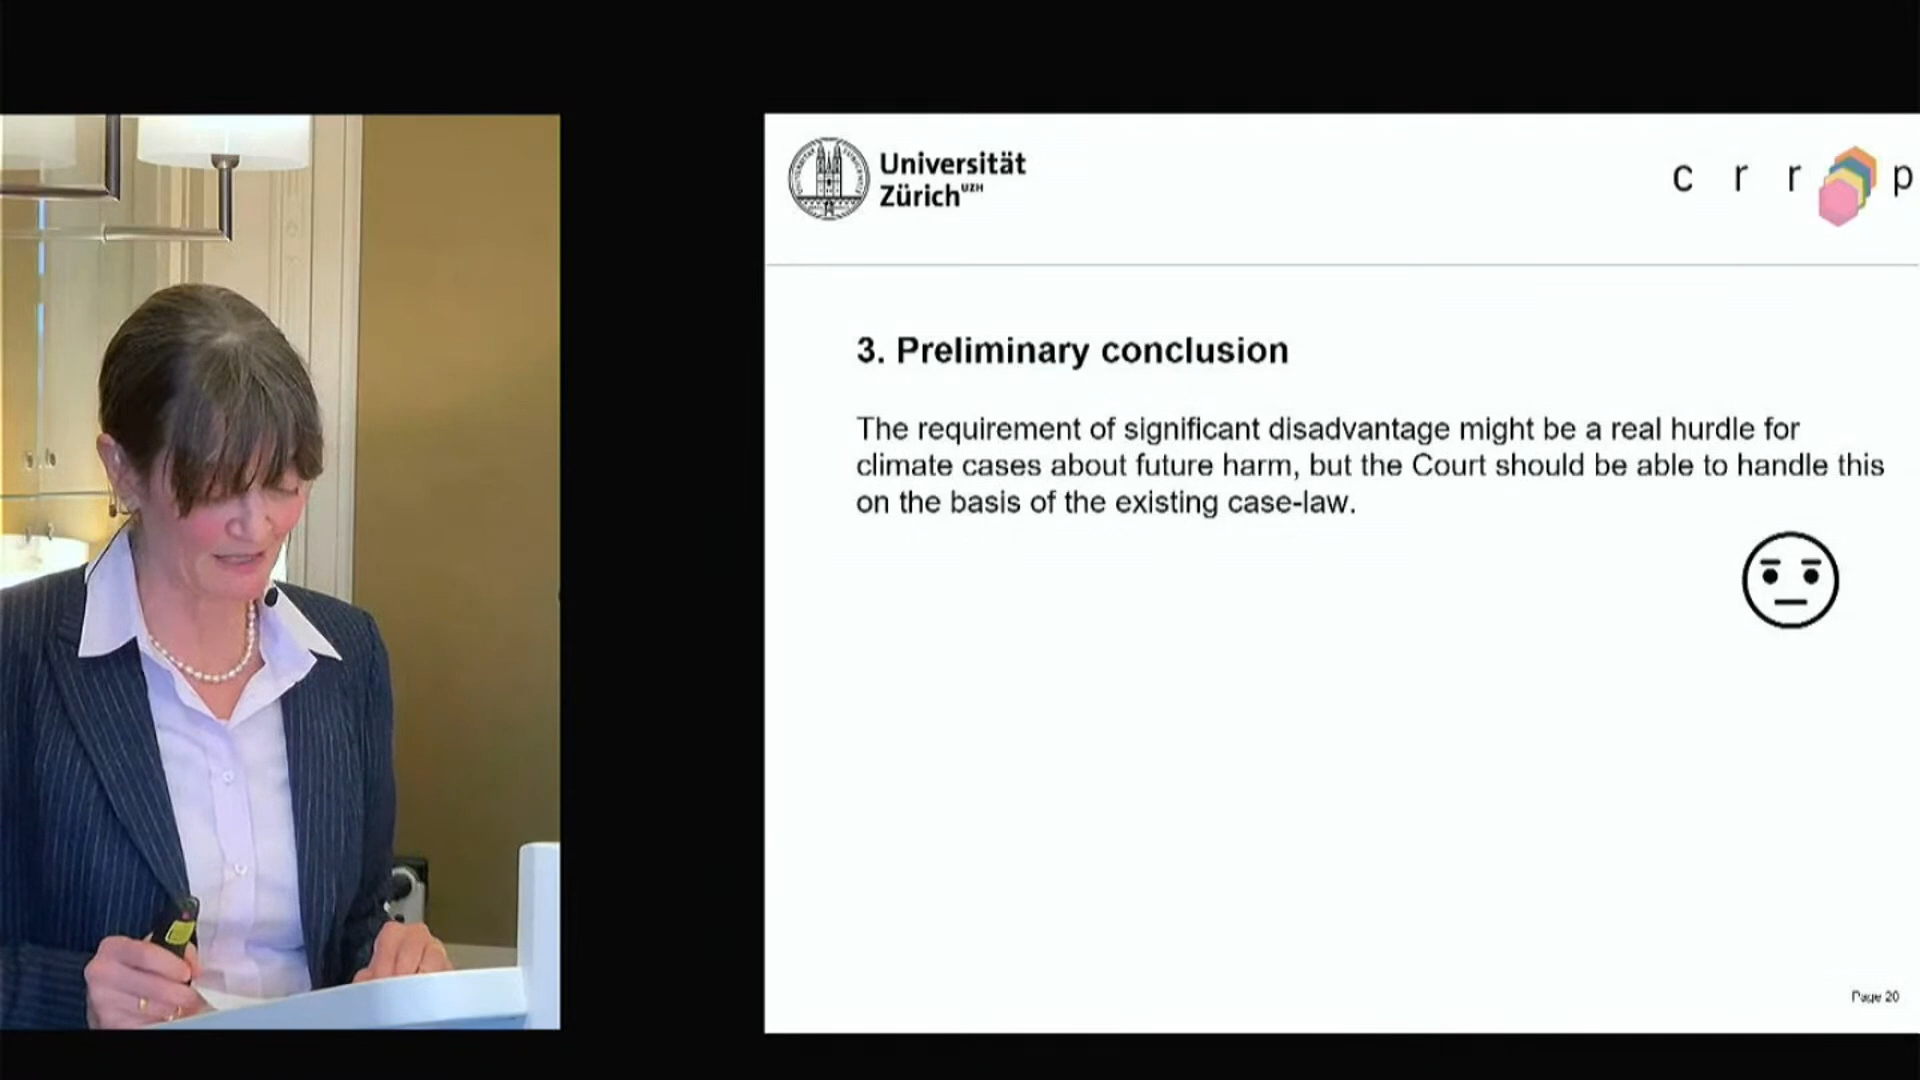 Universität
Zürich UZH
c r r p
3. Preliminary conclusion
The requirement of significant disadvantage might be a real hurdle for
climate cases about future harm, but the Court should be able to handle this
on the basis of the existing case-law.
Page 20